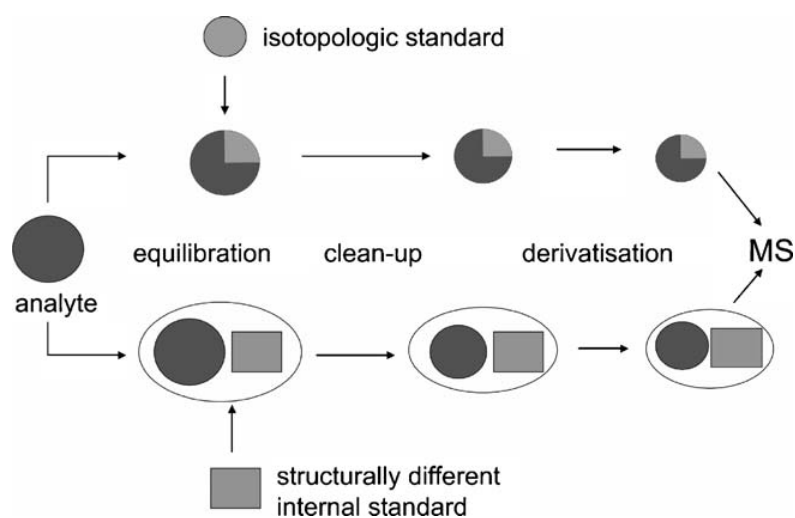 isotopologic standard
equilibration
clean-up
derivatisation
MS
analyte
structurally different
internal standard